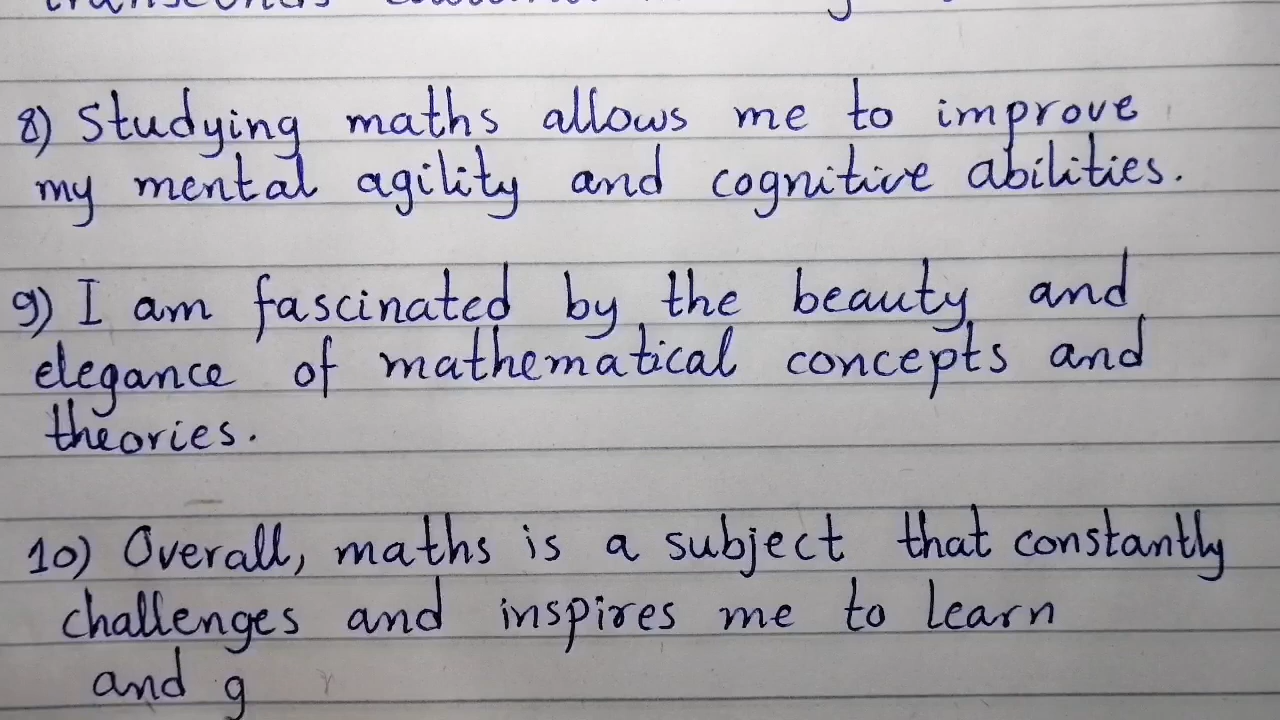 8) Studying maths allows me to improve
my mental agility and cognitive abilities.
9) I am fascinated by the beauty and
elegance of mathematical concepts and
theories.
10) Overall, maths is a subject that constantly
challenges and inspires me to learn
and g